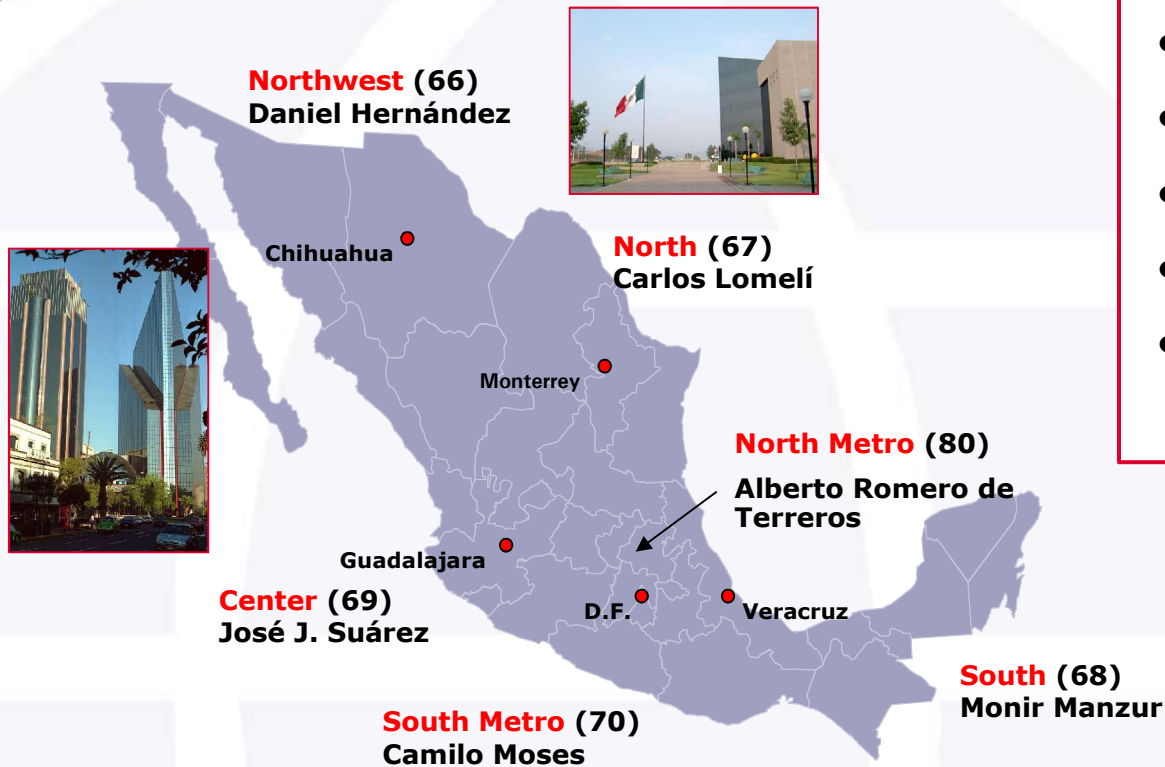 Northwest (66)
Daniel Hernández
Chihuahua
North (67)
Carlos Lomelí
Monterrey
North Metro (80)
Alberto Romero de
Terreros
Guadalajara
Center (69)
José J. Suárez
D.F.
Veracruz
South (68)
Monir Manzur
South Metro (70)
Camilo Moses